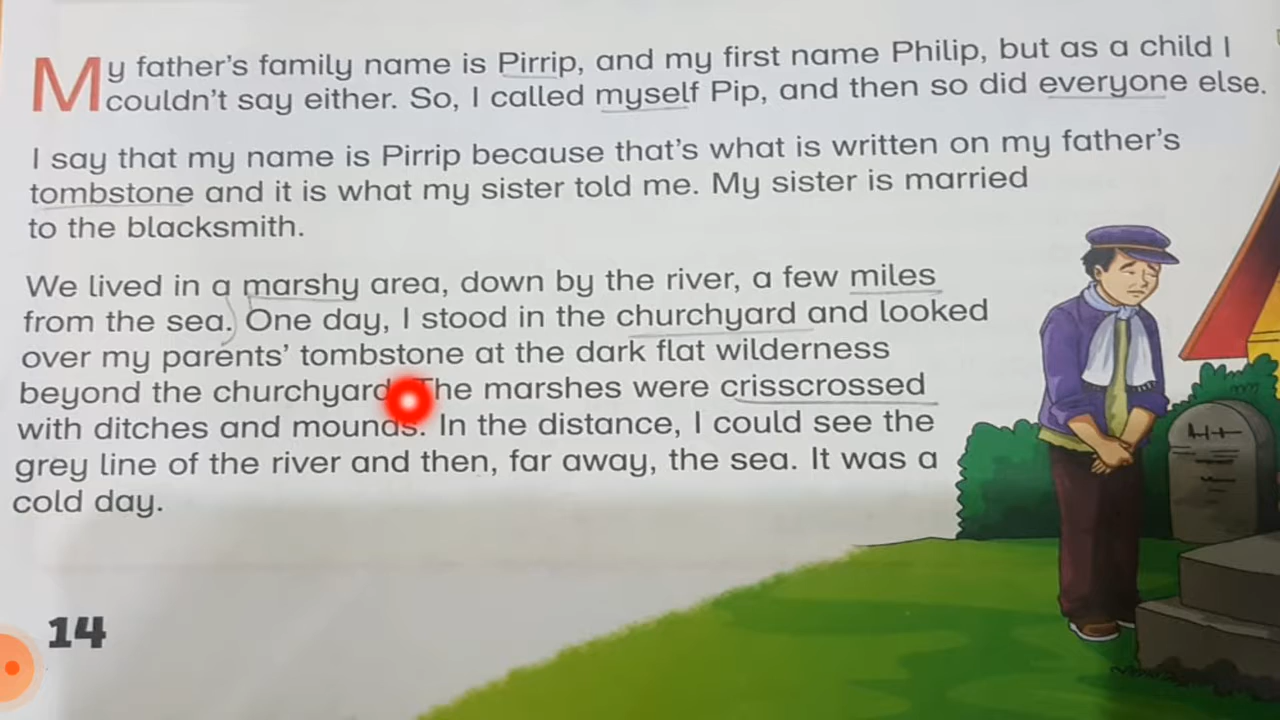 My father's family name is Pirrip, and my first name Philip, but as a child I
couldn't say either. So, I called myself Pip, and then so did everyone else.
I say that my name is Pirrip because that's what is written on my father's
tombstone and it is what my sister told me. My sister is married
to the blacksmith.
We lived in a marshy area, down by the river, a few miles
from the sea. One day, I stood in the churchyard and looked
over my parents' tombstone at the dark flat wilderness
beyond the churchyard. The marshes were crisscrossed
with ditches and mounds. In the distance, I could see the
grey line of the river and then, far away, the sea. It was a
cold day.
14